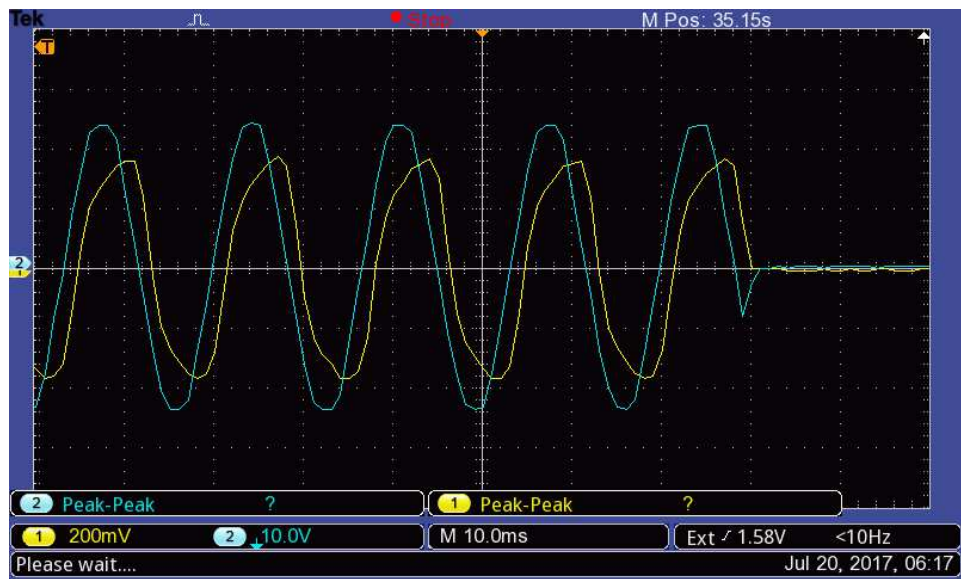 Tek Stop M Pos: 35.15s
T
2
1
2 Peak-Peak ? 1 Peak-Peak ?
1 200mV 2 10.0V M 10.0ms Ext 1.58V <10Hz
Please wait.... Jul 20, 2017, 06:17